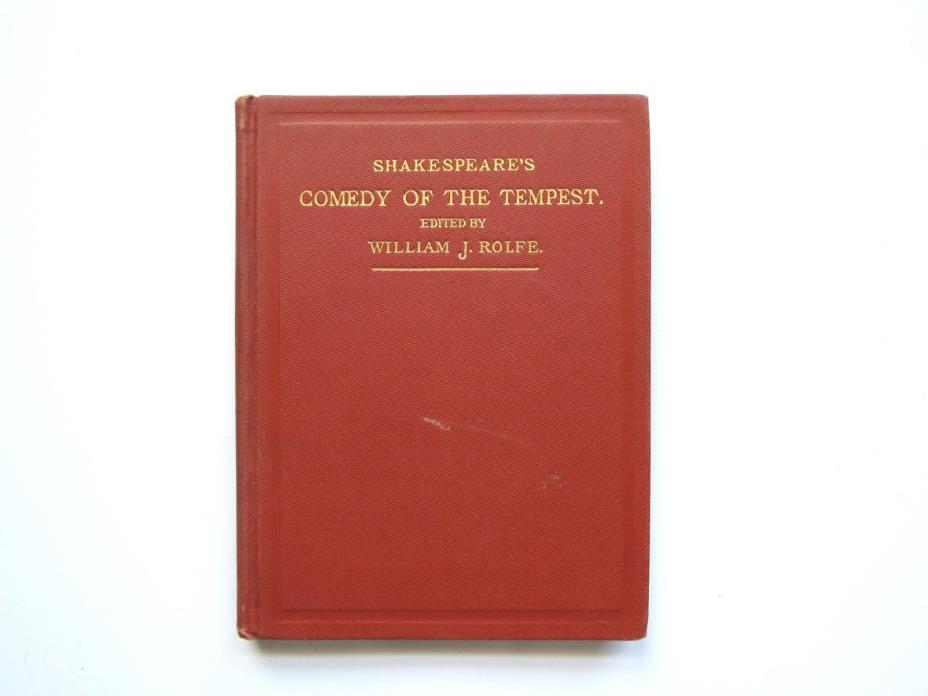 SHAKESPEARE'S
COMEDY OF THE TEMPEST.
EDITED BY
WILLIAM J. ROLFE.